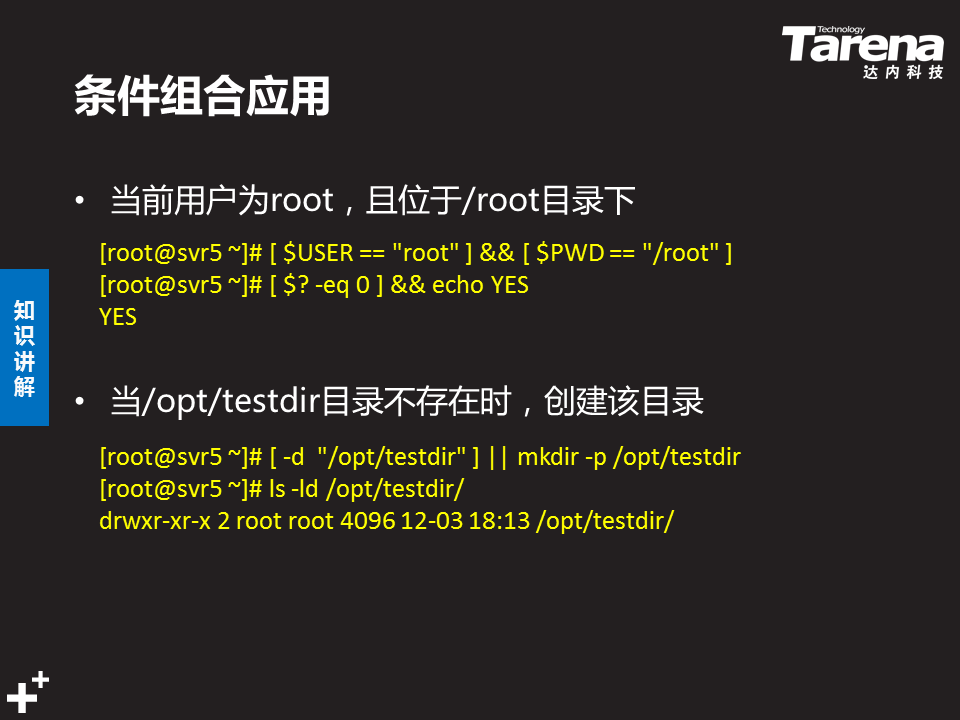 Technology
Tarena
达内科技
条件组合应用
• 当前用户为root，且位于/root目录下
[root@svr5 ~]# [ $USER == "root" ] && [ $PWD == "/root" ]
[root@svr5 ~]# [ $? -eq 0 ] && echo YES
YES
知识讲解
• 当/opt/testdir目录不存在时，创建该目录
[root@svr5 ~]# [ -d  "/opt/testdir" ] || mkdir -p /opt/testdir
[root@svr5 ~]# ls -ld /opt/testdir/
drwxr-xr-x 2 root root 4096 12-03 18:13 /opt/testdir/